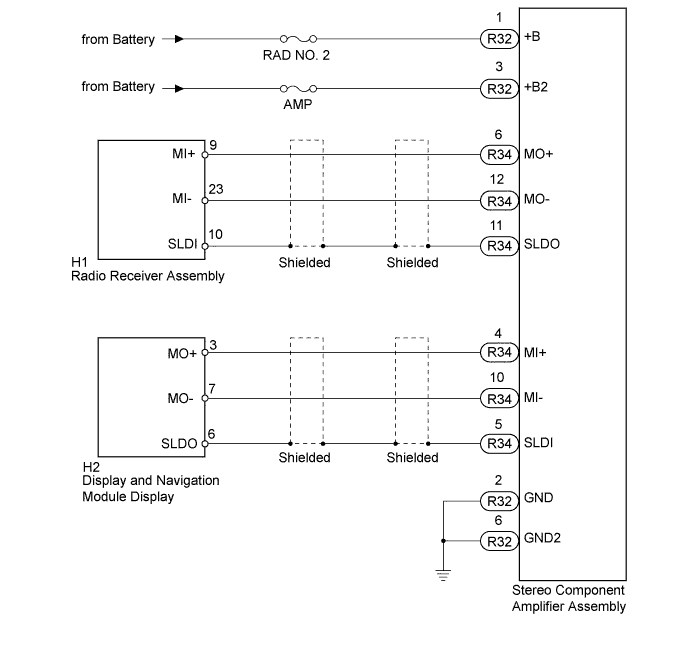 1
from Battery
R32
+B
RAD NO. 2
3
from Battery
R32
+B2
AMP
6
MI+
9
R34
MO+
12
MI-
23
R34
MO-
11
SLDI
10
R34
SLDO
H1
Radio Receiver Assembly
Shielded
Shielded
4
MO+
3
R34
MI+
10
MO-
7
R34
MI-
5
SLDO
6
R34
SLDI
H2
Display and Navigation
Module Display
Shielded
Shielded
2
R32
GND
6
R32
GND2
Stereo Component
Amplifier Assembly